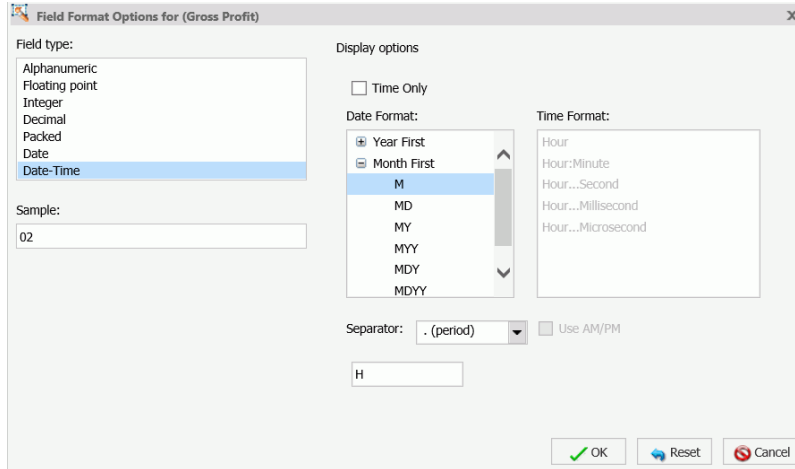 Field Format Options for (Gross Profit)
x
Field type:
Alphanumeric
Floating point
Integer
Decimal
Packed
Date
Date-Time
Sample:
02
Display options
Time Only
Date Format:
Year First
Month First
M
MD
MY
MYY
MDY
MDYY
Time Format:
Hour
Hour:Minute
Hour...Second
Hour...Millisecond
Hour...Microsecond
Separator:
. (period)
Use AM/PM
H
OK
Reset
Cancel